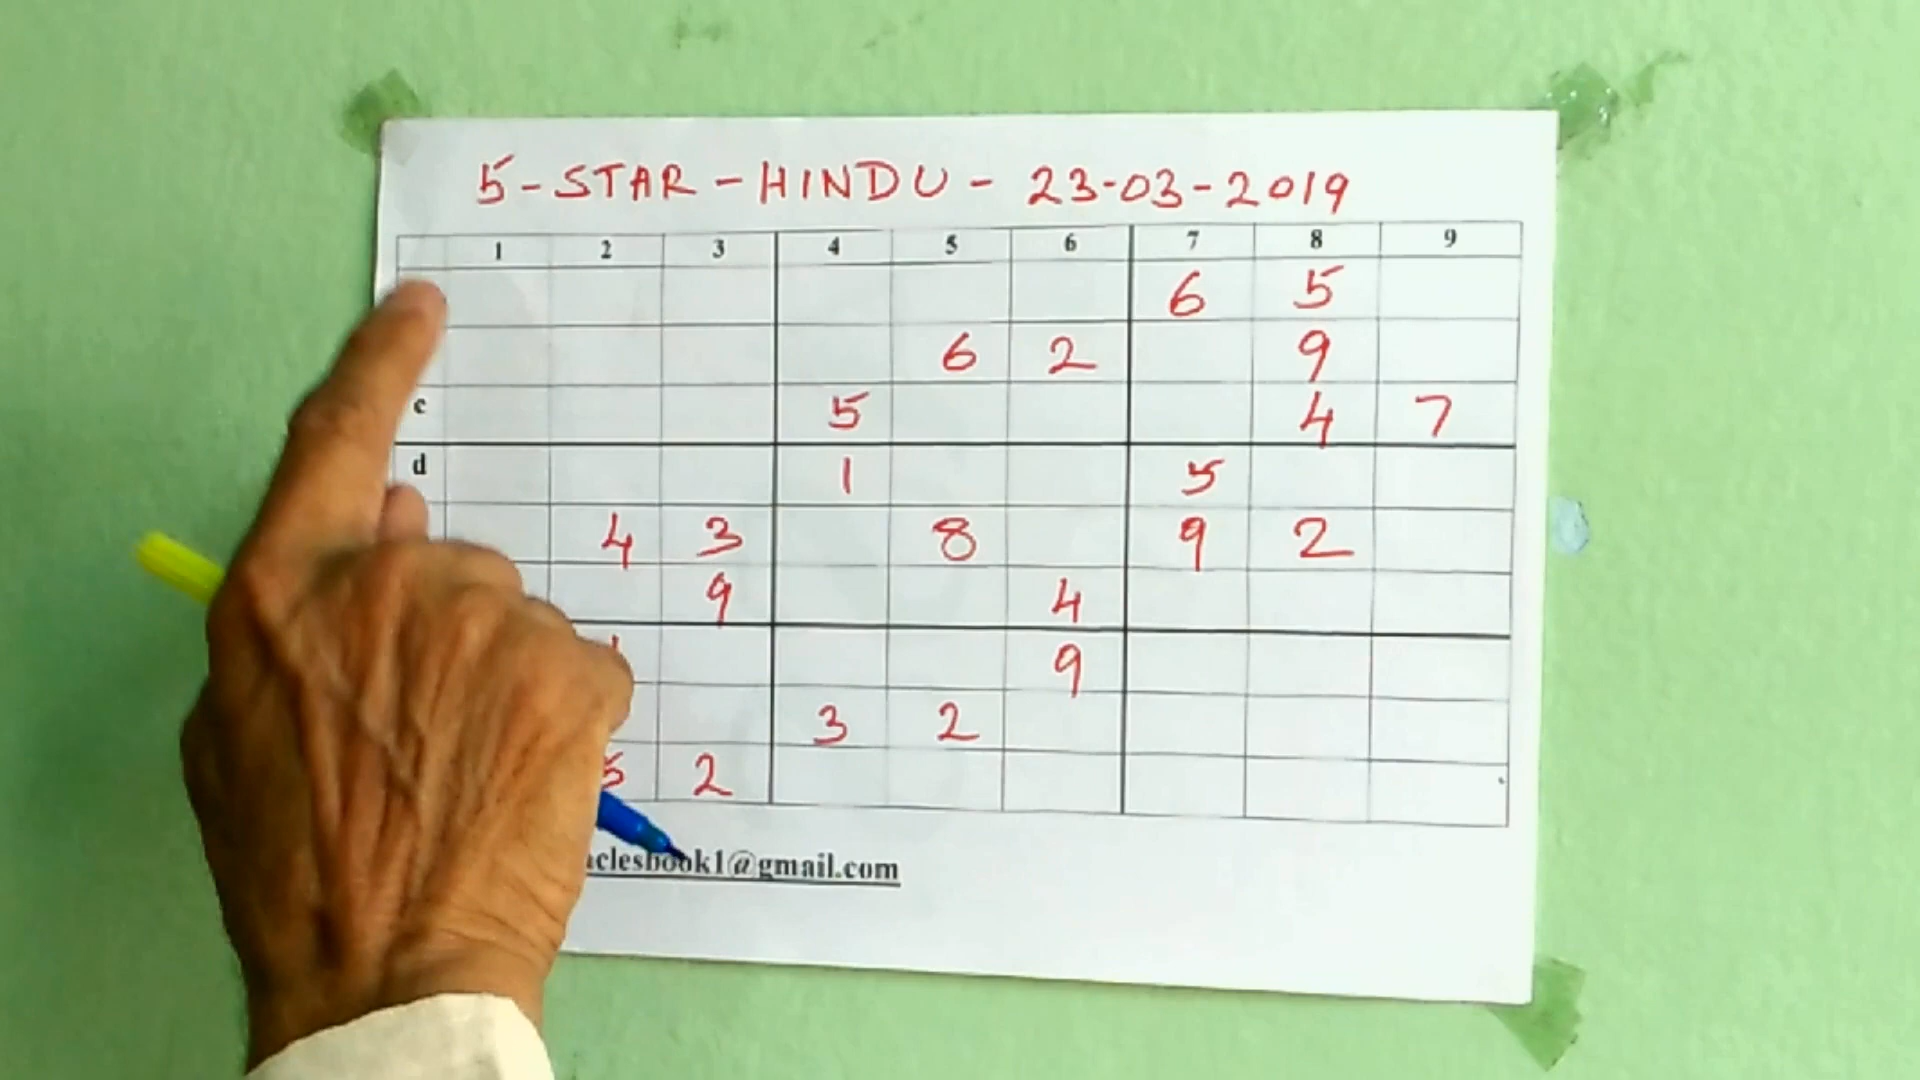 5-STAR-HINDU-23-03-2019
1 2 3 4 5 6 7 8 9
6 5
6 2 9
c 5 4 7
d 1 5
4 3 8 9 2
9 4
9
3 2
5 2
aclesbook1@gmail.com